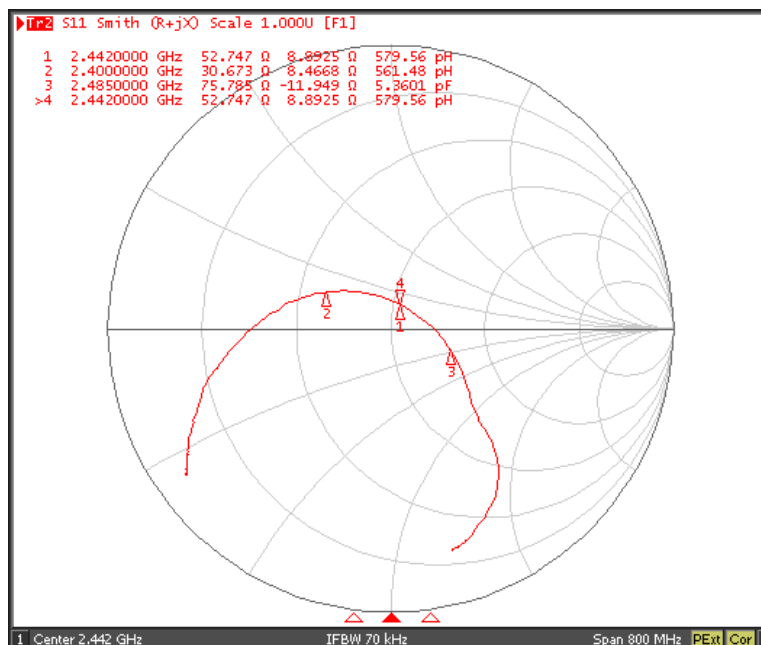 Tr2 S11 Smith (R+jX) Scale 1.000U [F1]
1 2.4420000 GHz 52.747 Ω 8.8925 Ω 579.56 pH
2 2.4000000 GHz 30.673 Ω 8.4668 Ω 561.48 pH
3 2.4850000 GHz 75.785 Ω -11.949 Ω 5.3601 pF
>4 2.4420000 GHz 52.747 Ω 8.8925 Ω 579.56 pH
4
2
1
3
1 Center 2.442 GHz IFBW 70 kHz Span 800 MHz PExt Cor